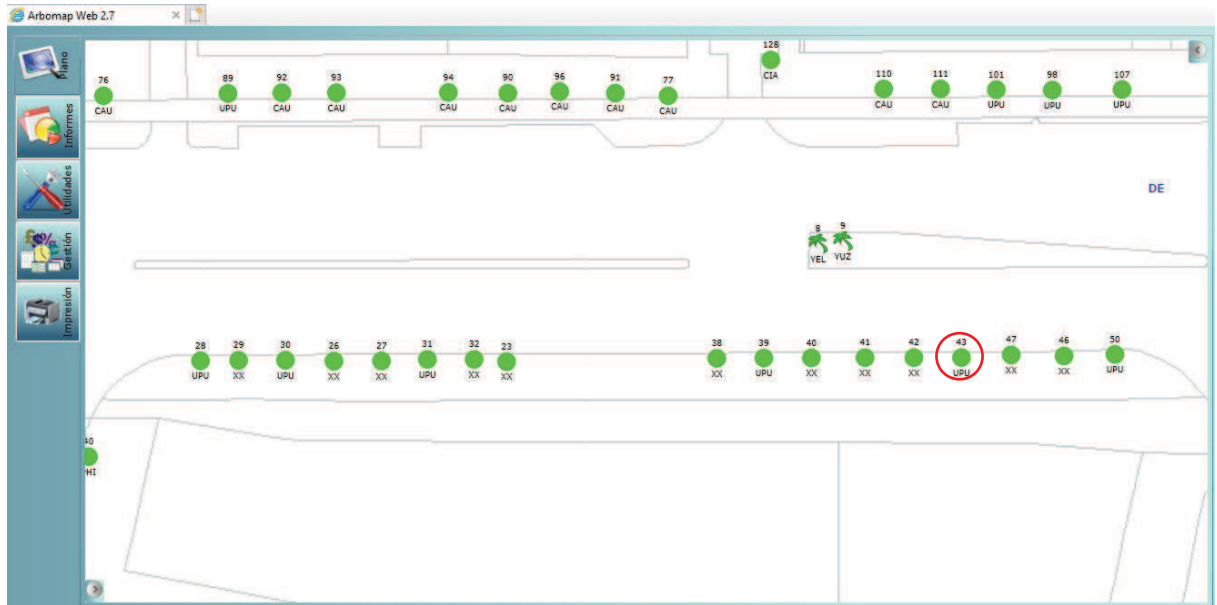 Arbomap Web 2.7
Plano
Informes
Utilidades
Gestión
Impresión
128
CIA
76 89 92 93 94 90 96 91 77 110 111 101 98 107
CAU UPU CAU CAU CAU CAU CAU CAU CAU CAU CAU UPU UPU UPU
DE
8 9
YEL YUZ
28 29 30 26 27 31 32 23 38 39 40 41 42 43 47 46 50
UPU XX UPU XX XX UPU XX XX XX UPU XX XX XX UPU XX XX UPU
40
HI